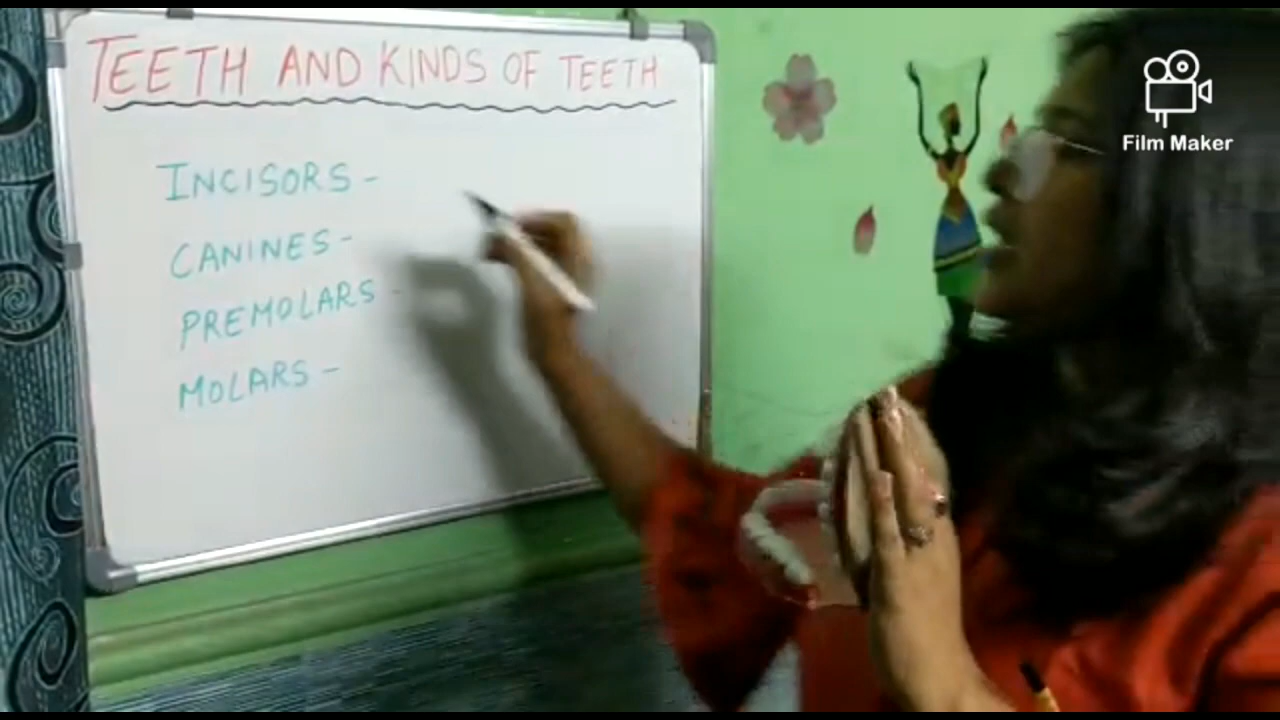 TEETH AND KINDS OF TEETH
INCISORS -
CANINES -
PREMOLARS -
MOLARS -
Film Maker